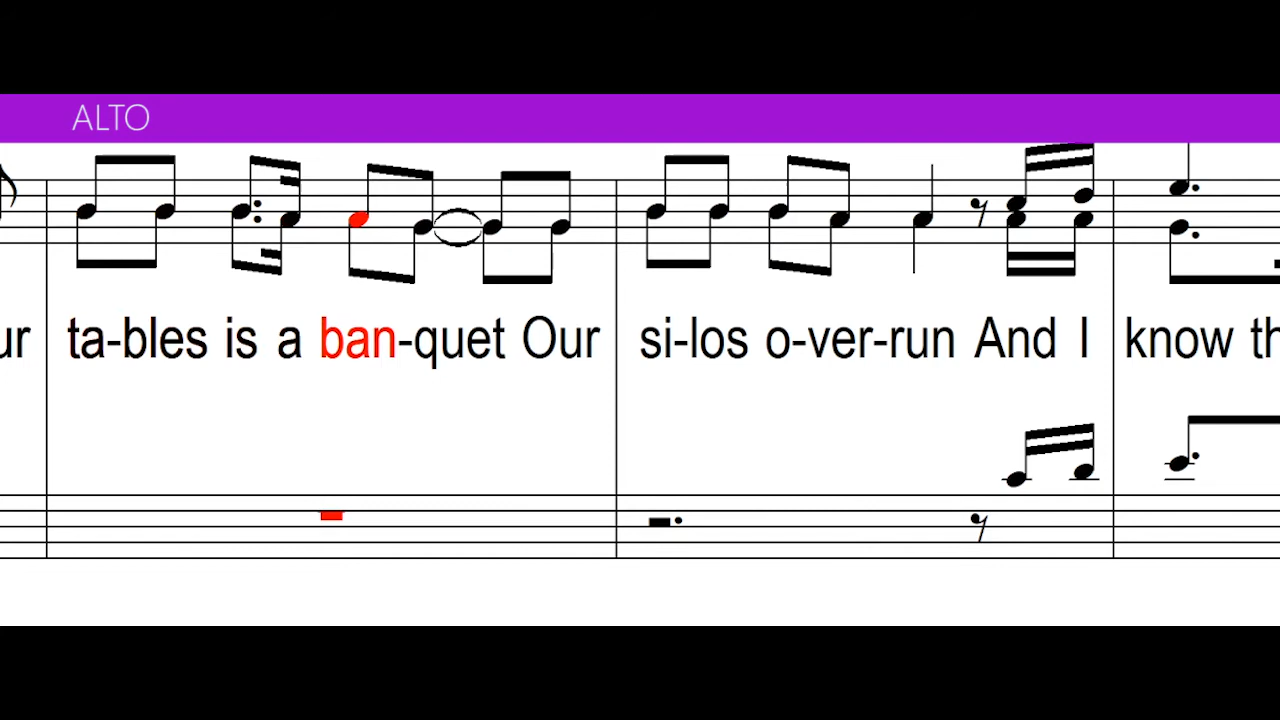 ALTO
ur ta-bles is a ban-quet Our si-los o-ver-run And I know th